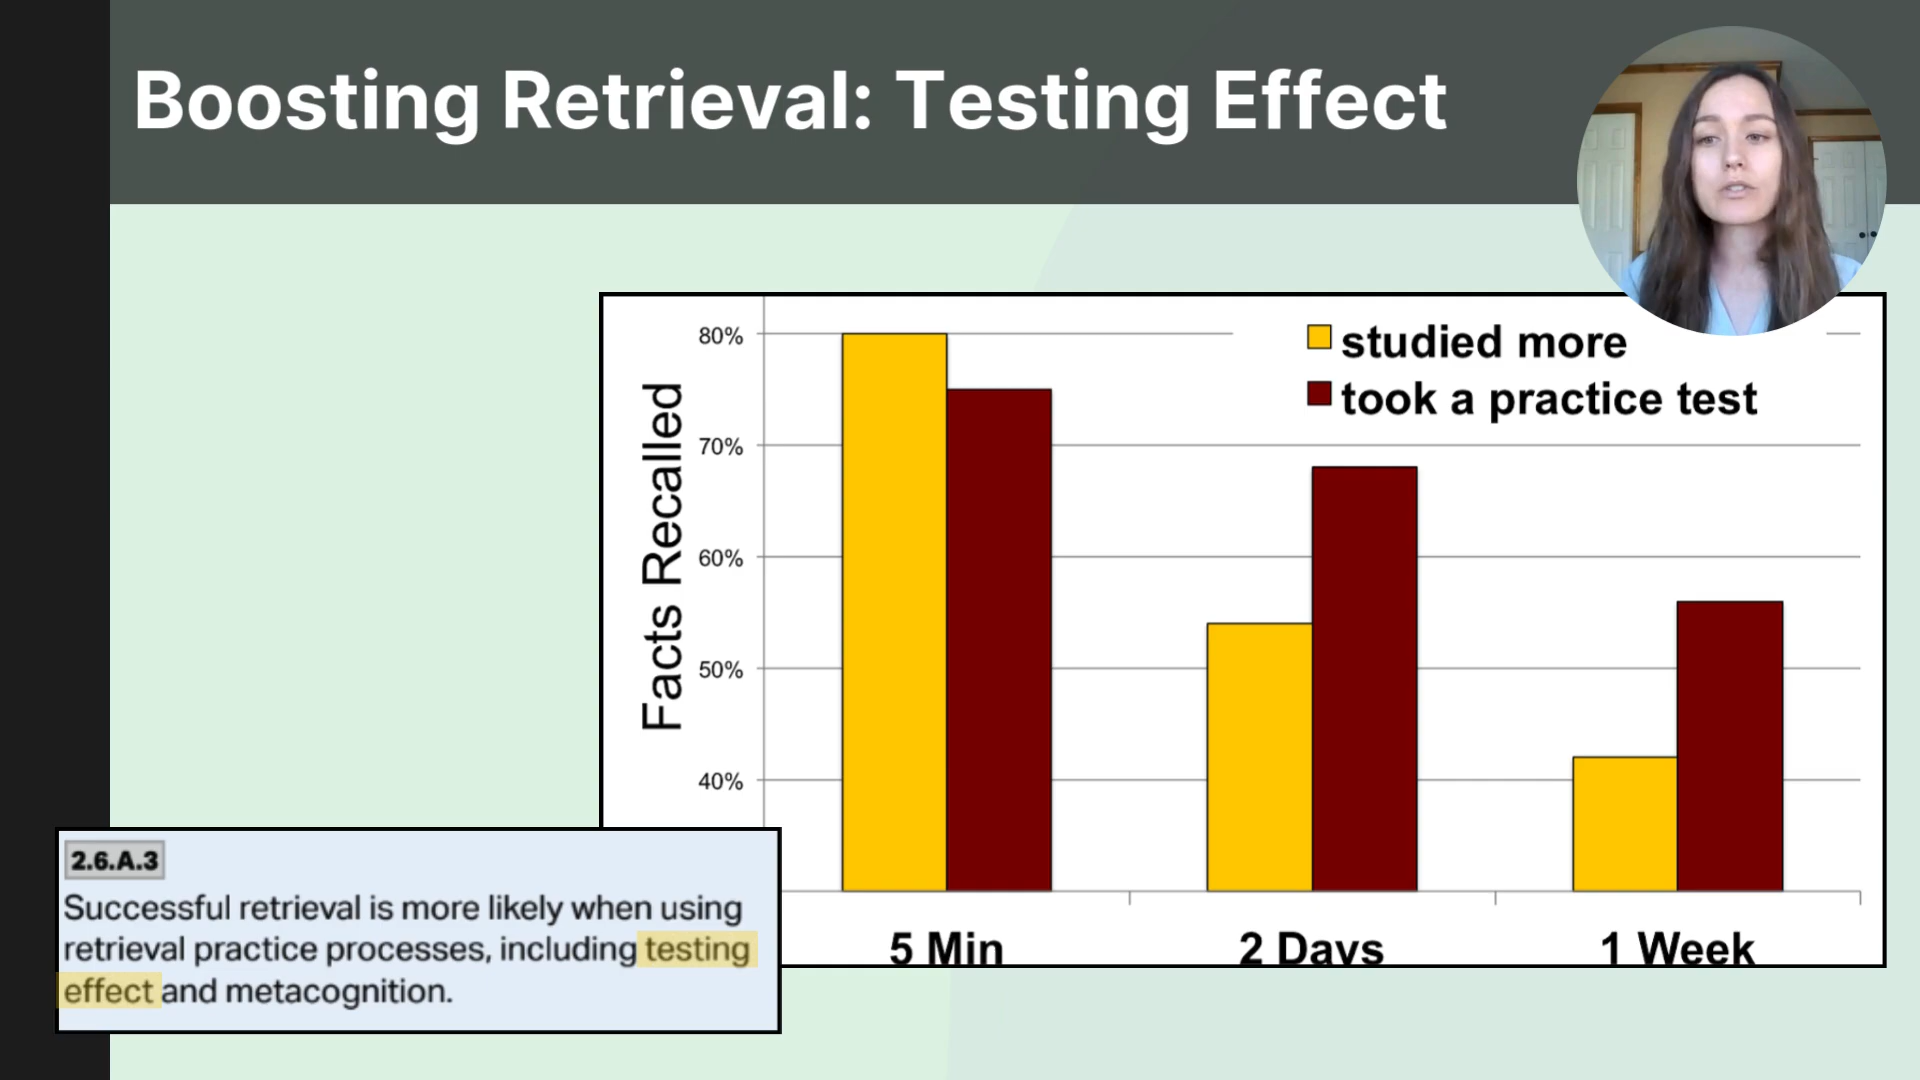 Boosting Retrieval: Testing Effect
studied more
took a practice test
Facts Recalled
80%
70%
60%
50%
40%
5 Min
2 Days
1 Week
2.6.A.3
Successful retrieval is more likely when using
retrieval practice processes, including testing
effect and metacognition.